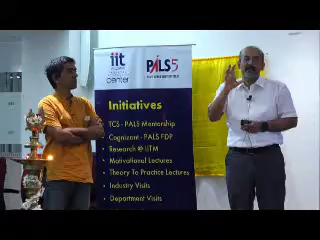 iit
center
PALS5
Initiatives
TCS - PALS Mentorship
Cognizant - PALS FDP
Research @ IITM
Motivational Lectures
Theory To Practice Lectures
Industry Visits
Department Visits